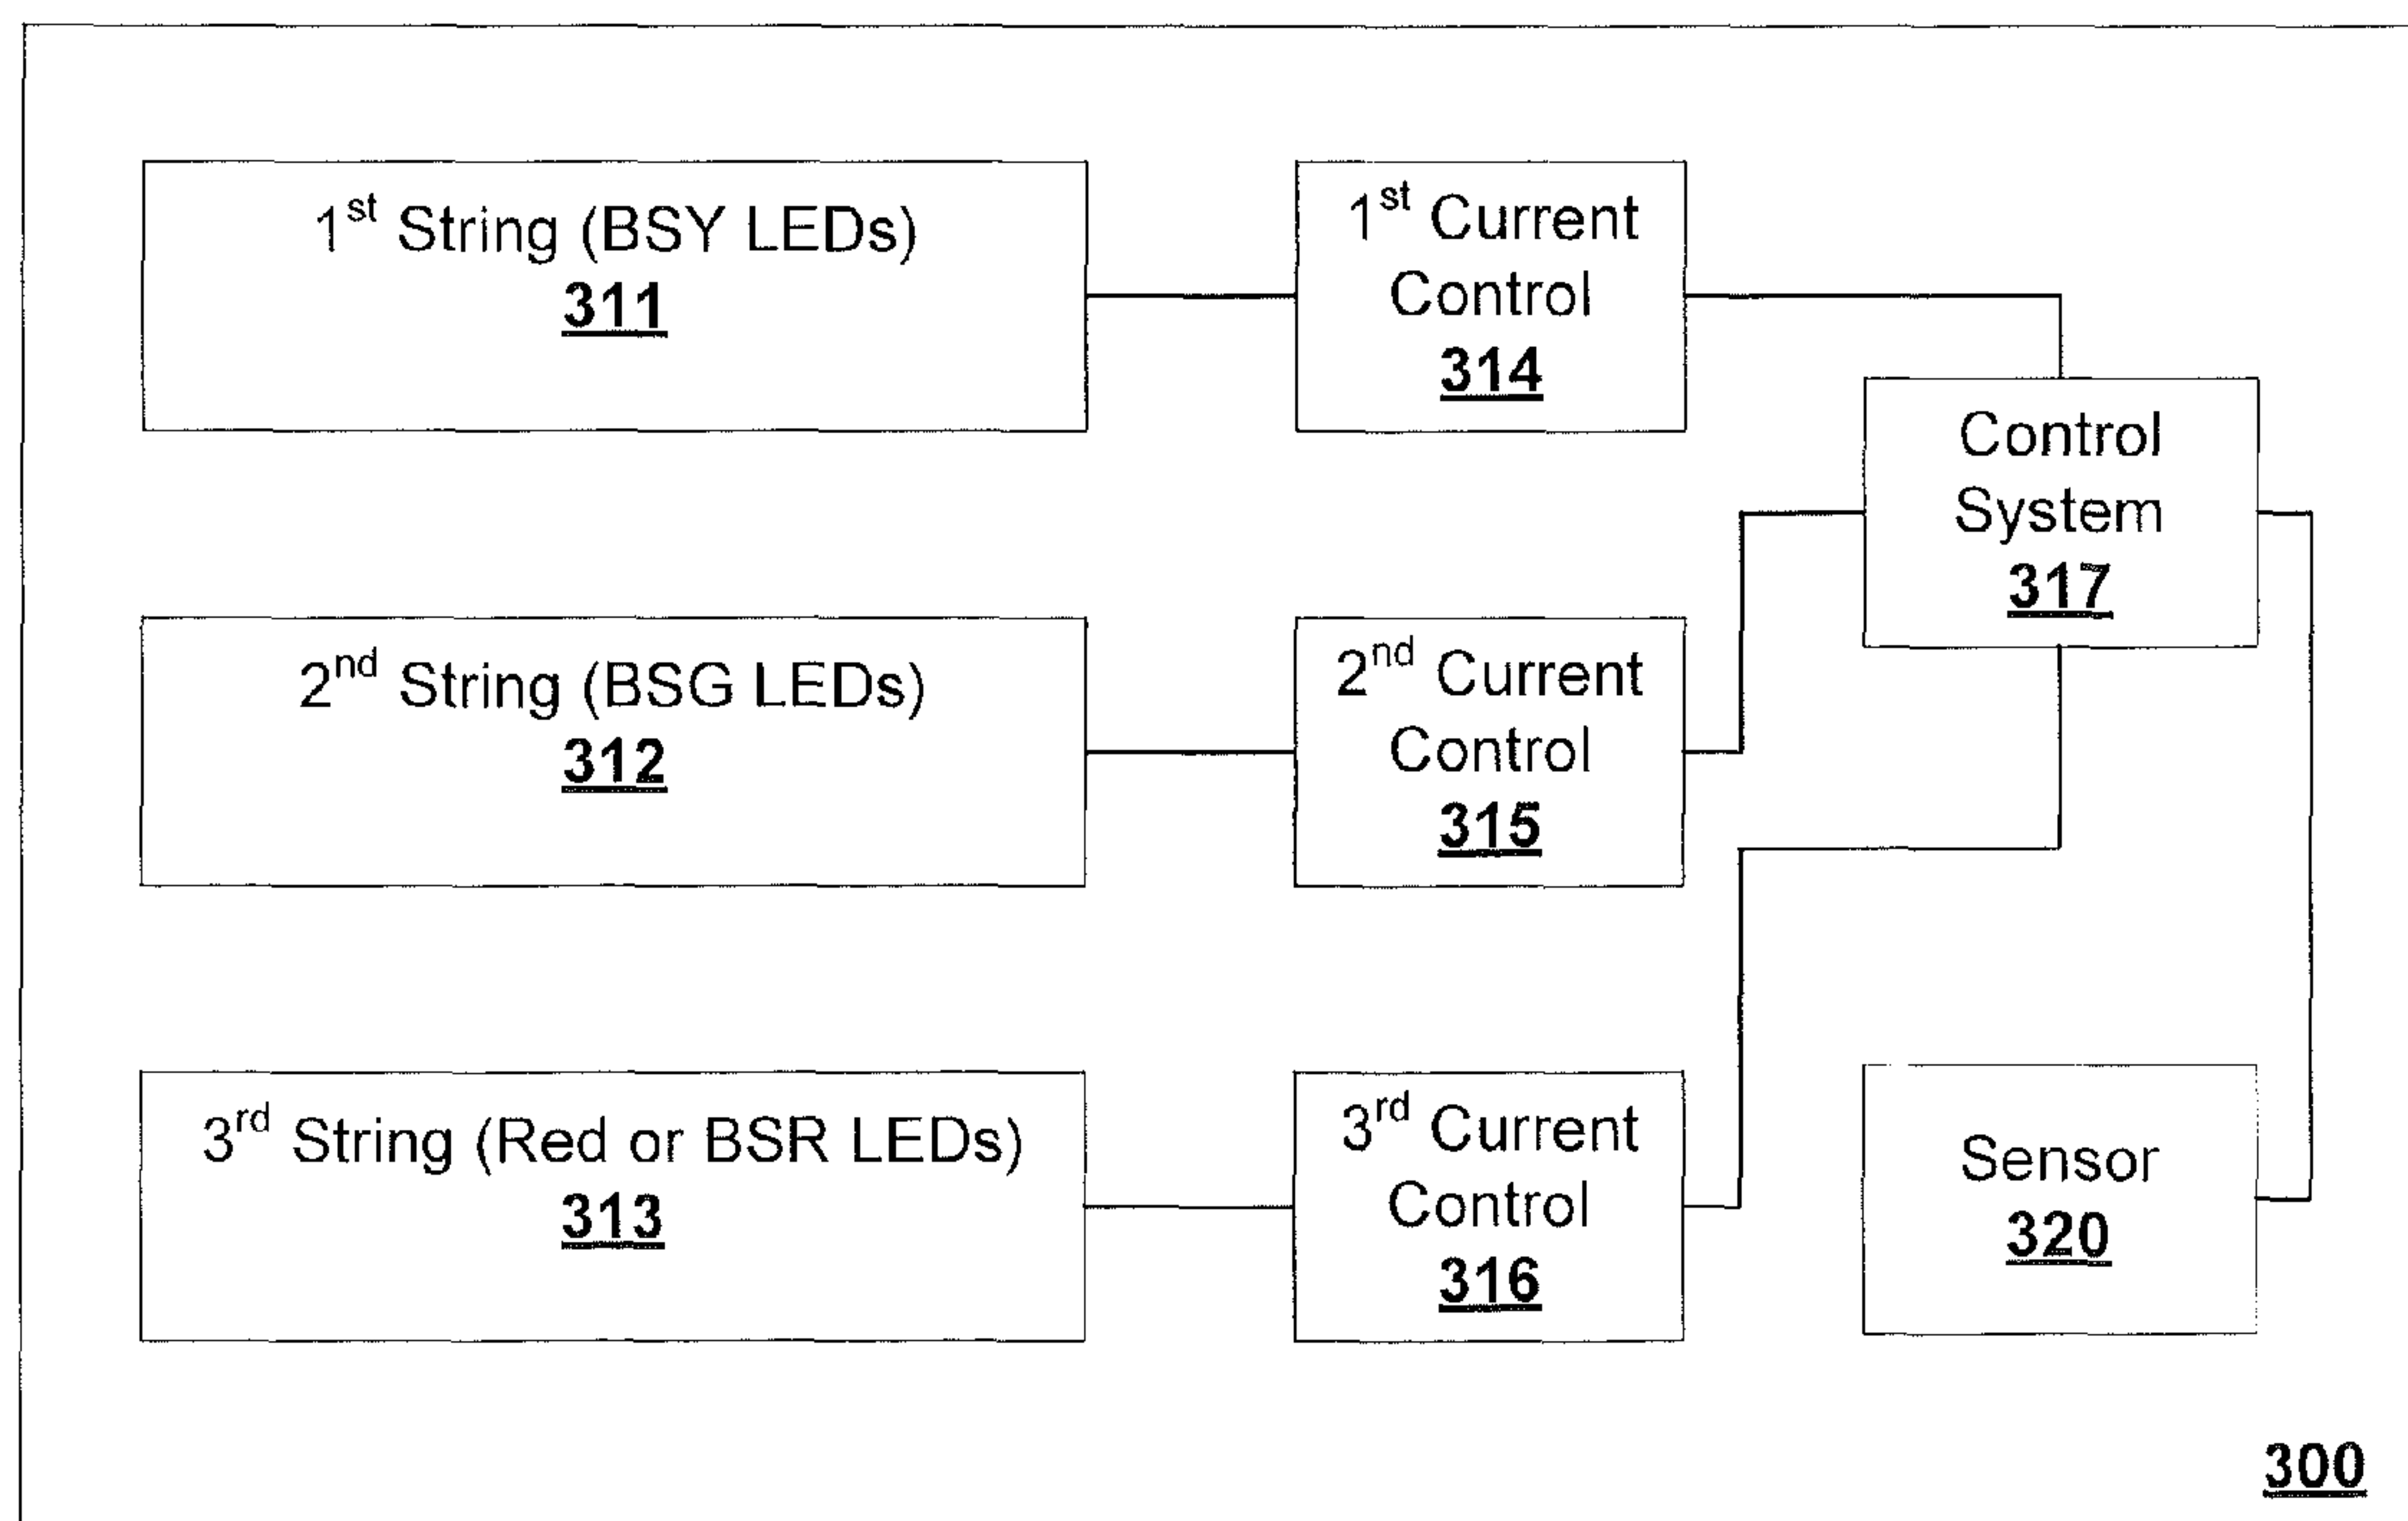 1st String (BSY LEDs)
311
1st Current
Control
314
Control
System
317
2nd String (BSG LEDs)
312
2nd Current
Control
315
3rd String (Red or BSR LEDs)
313
3rd Current
Control
316
Sensor
320
300